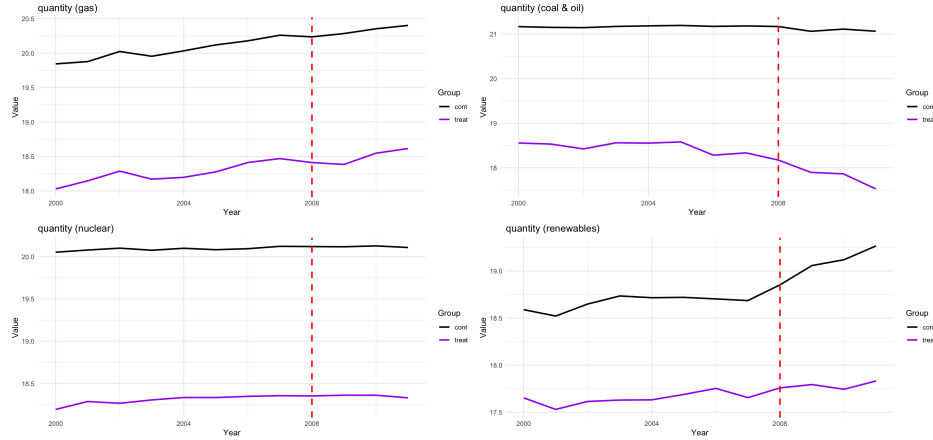 quantity (gas)
20.5
20.0
19.5
19.0
18.5
18.0
Value
2000
2004
2008
Year
Group
cont
treat
quantity (coal & oil)
21
20
19
18
Value
2000
2004
2008
Year
Group
cont
treat
quantity (nuclear)
20.0
19.5
19.0
18.5
Value
2000
2004
2008
Year
Group
cont
treat
quantity (renewables)
19.0
18.5
18.0
17.5
Value
2000
2004
2008
Year
Group
cont
treat